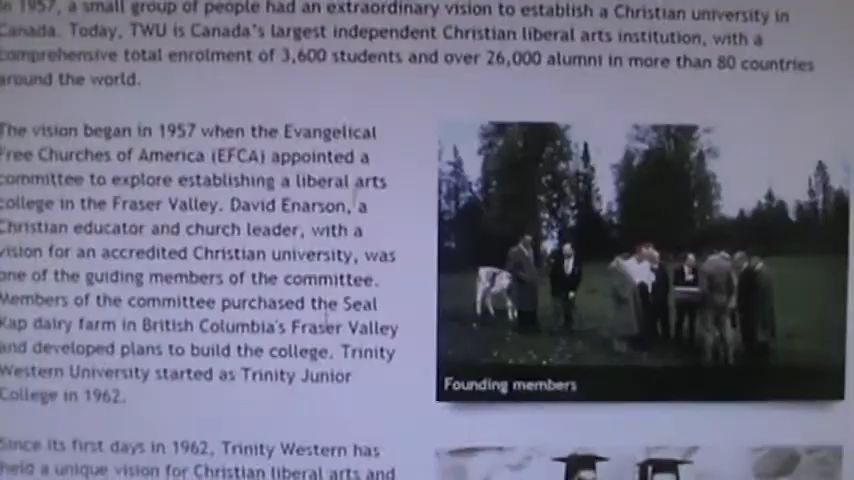 In 1957, a small group of people had an extraordinary vision to establish a Christian university in
Canada. Today, TWU is Canada's largest independent Christian liberal arts institution, with a
comprehensive total enrolment of 3,600 students and over 26,000 alumni in more than 80 countries
around the world.
The vision began in 1957 when the Evangelical
Free Churches of America (EFCA) appointed a
committee to explore establishing a liberal arts
college in the Fraser Valley. David Enarson, a
Christian educator and church leader, with a
vision for an accredited Christian university, was
one of the guiding members of the committee.
Members of the committee purchased the Seal
Kap dairy farm in British Columbia's Fraser Valley
and developed plans to build the college. Trinity
Western University started as Trinity Junior
College in 1962.
Founding members
Since its first days in 1962, Trinity Western has
held a unique vision for Christian liberal arts and